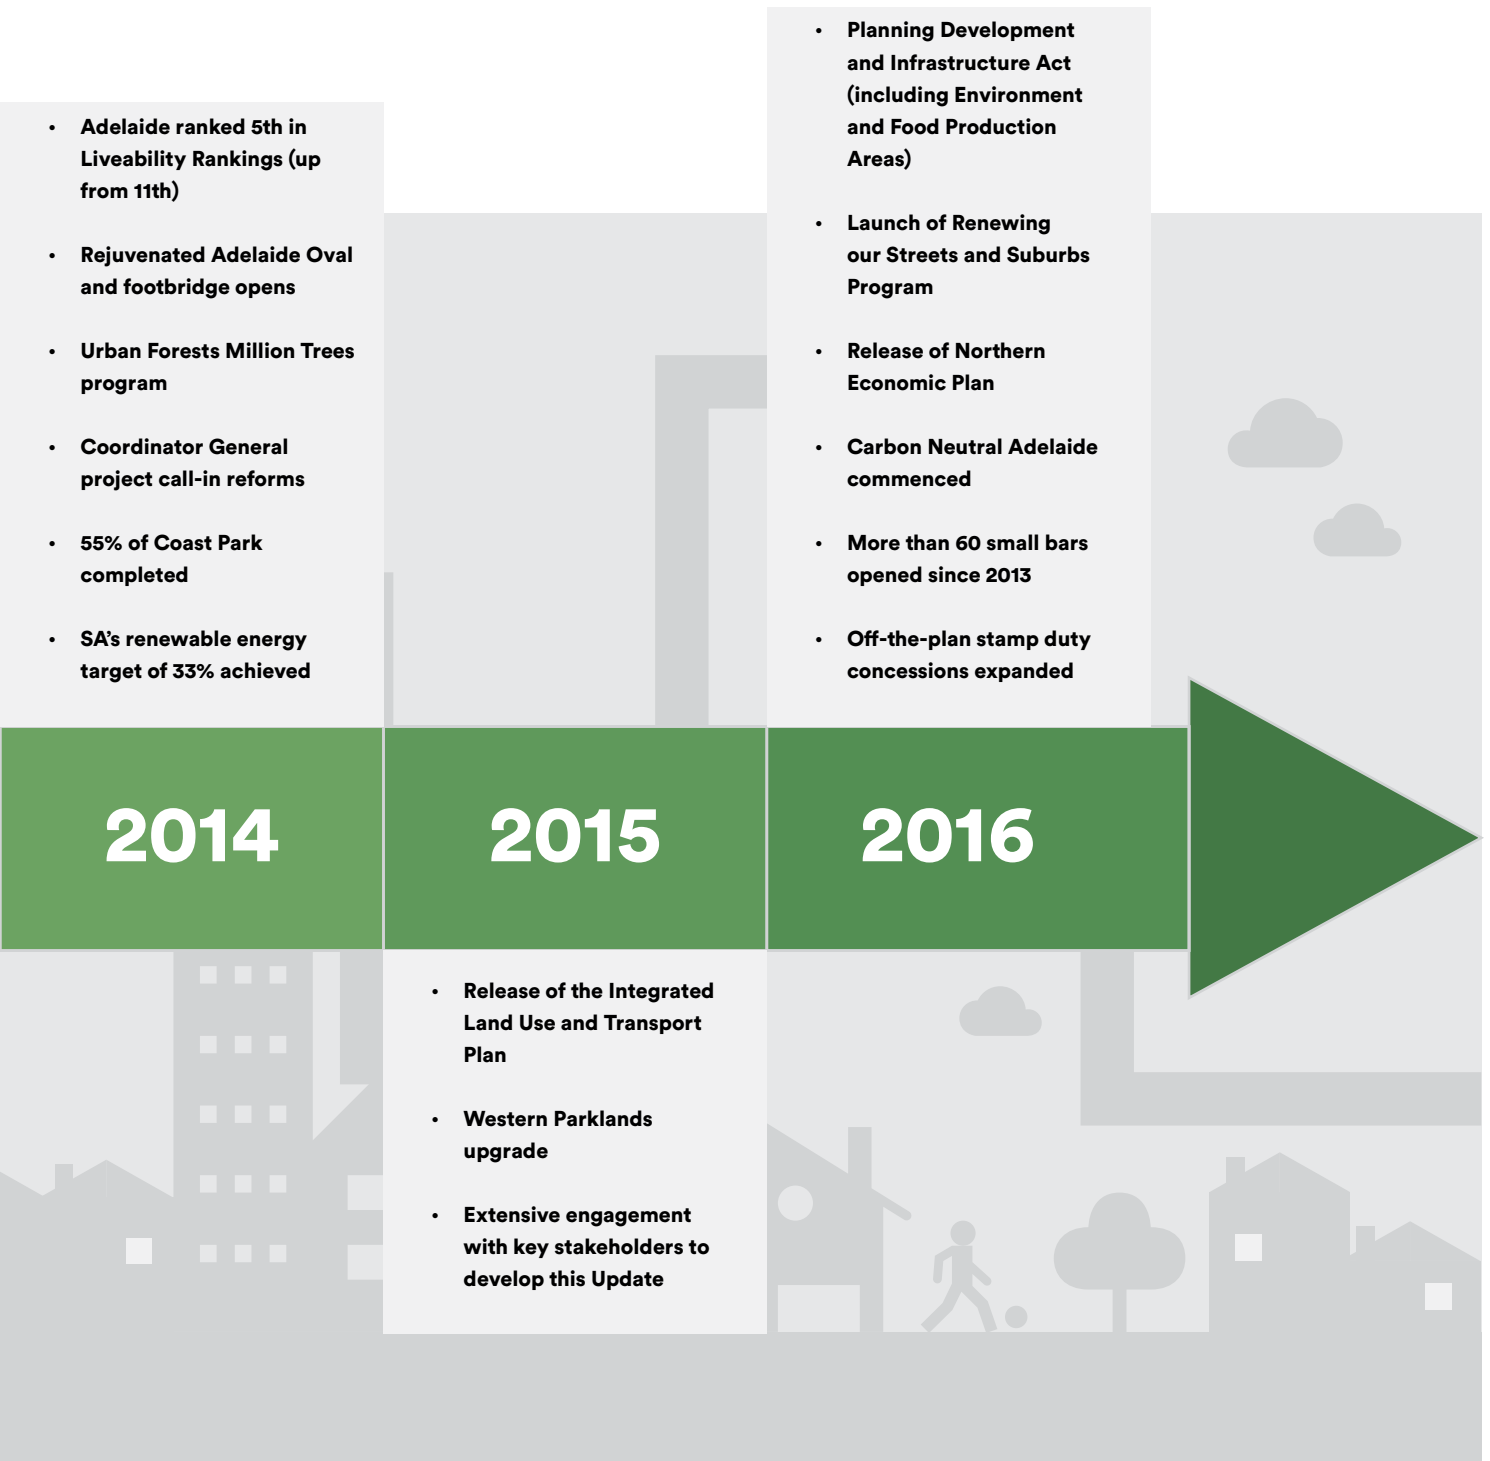 • Adelaide ranked 5th in
Liveability Rankings (up
from 11th)
• Rejuvenated Adelaide Oval
and footbridge opens
• Urban Forests Million Trees
program
• Coordinator General
project call-in reforms
• 55% of Coast Park
completed
• SA's renewable energy
target of 33% achieved
2014
2015
• Release of the Integrated
Land Use and Transport
Plan
• Western Parklands
upgrade
• Extensive engagement
with key stakeholders to
develop this Update
• Planning Development
and Infrastructure Act
(including Environment
and Food Production
Areas)
• Launch of Renewing
our Streets and Suburbs
Program
• Release of Northern
Economic Plan
• Carbon Neutral Adelaide
commenced
• More than 60 small bars
opened since 2013
• Off-the-plan stamp duty
concessions expanded
2016